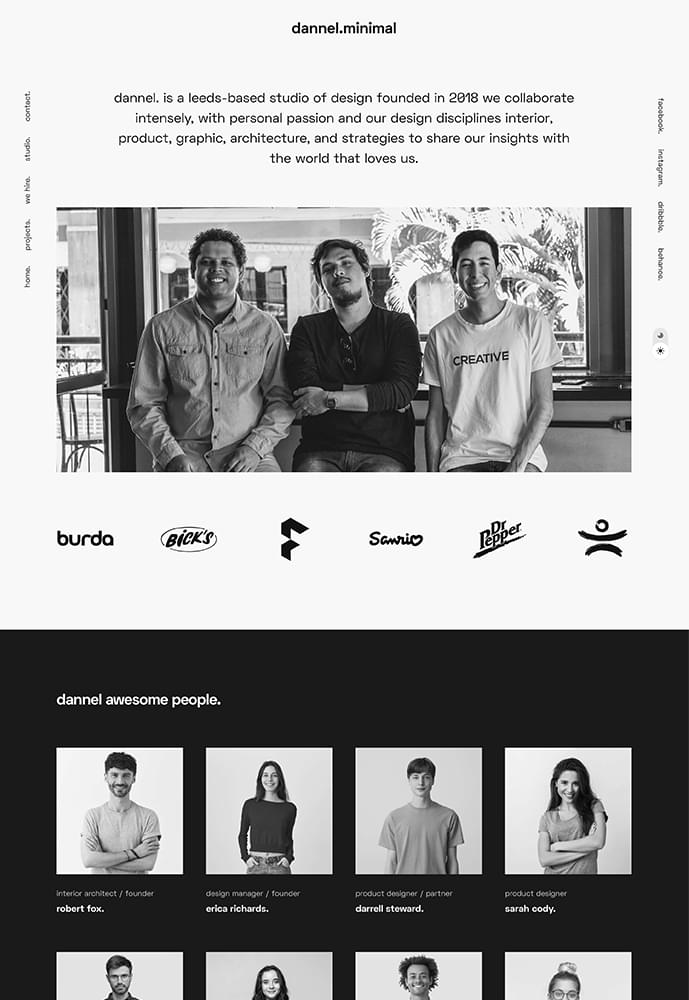 dannel.minimal
contact.
studio.
we hire.
projects.
home.
dannel. is a leeds-based studio of design founded in 2018 we collaborate
intensely, with personal passion and our design disciplines interior,
product, graphic, architecture, and strategies to share our insights with
the world that loves us.
facebook.
instagram.
dribbble.
behance.
CREATIVE
burda
BICK'S
Sanrio
Dr
Pepper
dannel awesome people.
interior architect / founder
robert fox.
design manager / founder
erica richards.
product designer / partner
darrell steward.
product designer
sarah cody.